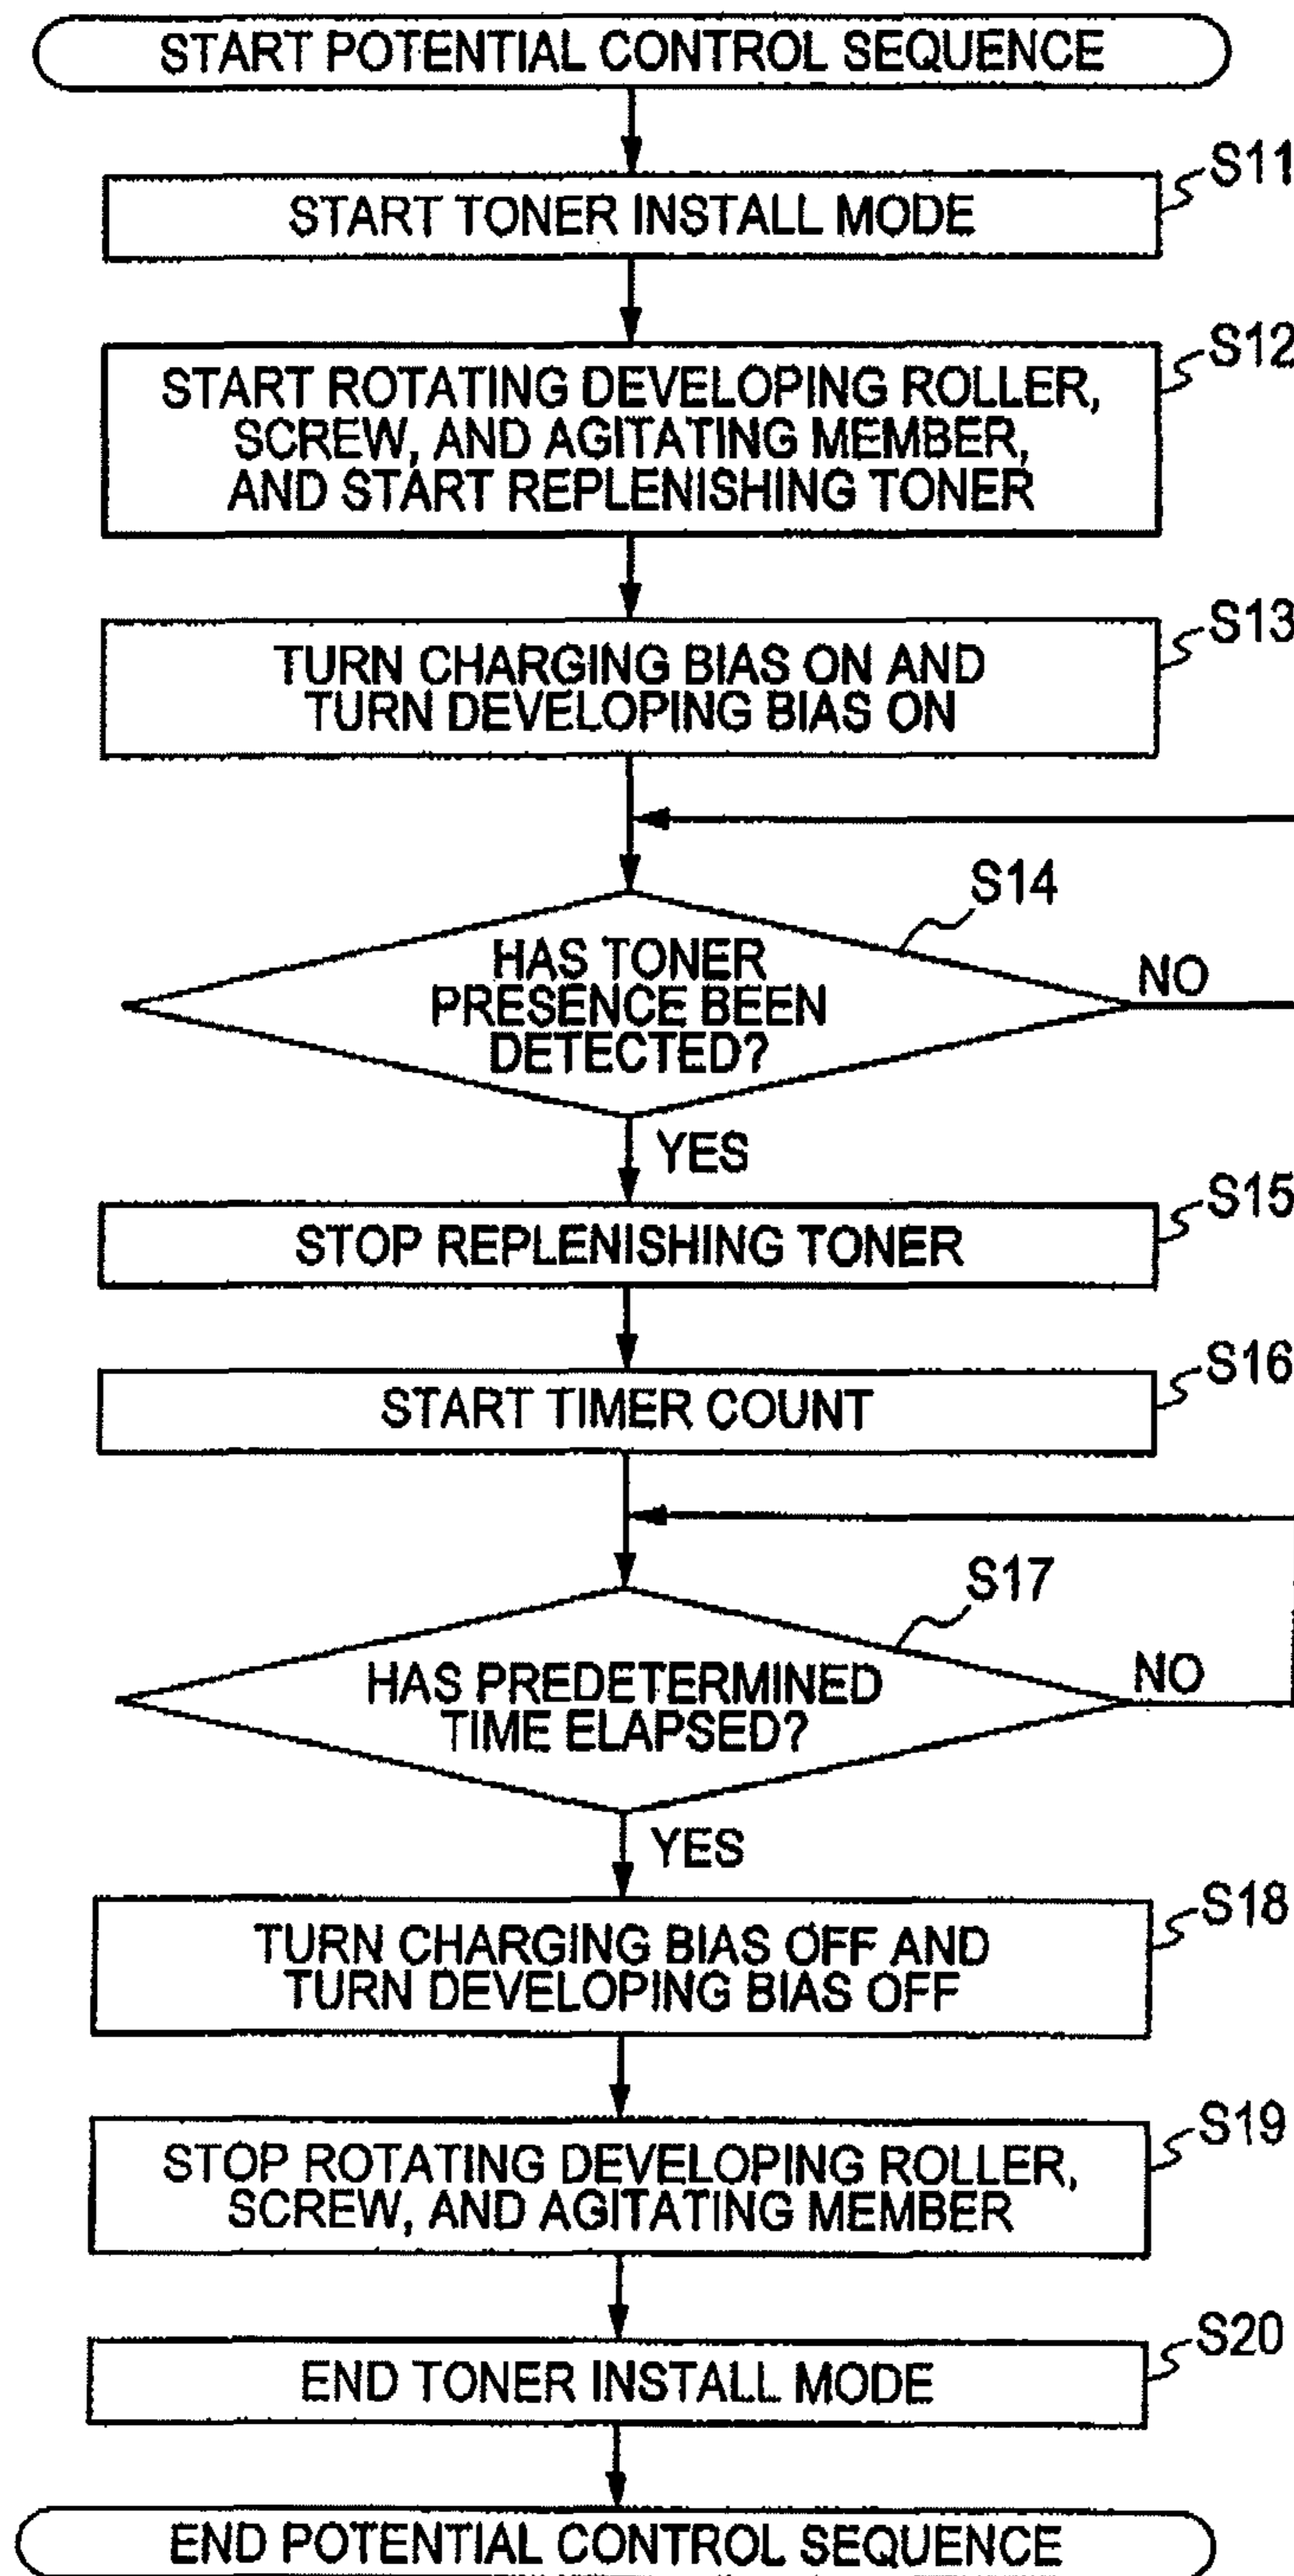 START POTENTIAL CONTROL SEQUENCE
S11
START TONER INSTALL MODE
S12
START ROTATING DEVELOPING ROLLER,
SCREW, AND AGITATING MEMBER,
AND START REPLENISHING TONER
S13
TURN CHARGING BIAS ON AND
TURN DEVELOPING BIAS ON
S14
HAS TONER
PRESENCE BEEN
DETECTED?
NO
YES
S15
STOP REPLENISHING TONER
S16
START TIMER COUNT
S17
HAS PREDETERMINED
TIME ELAPSED?
NO
YES
S18
TURN CHARGING BIAS OFF AND
TURN DEVELOPING BIAS OFF
S19
STOP ROTATING DEVELOPING ROLLER,
SCREW, AND AGITATING MEMBER
S20
END TONER INSTALL MODE
END POTENTIAL CONTROL SEQUENCE